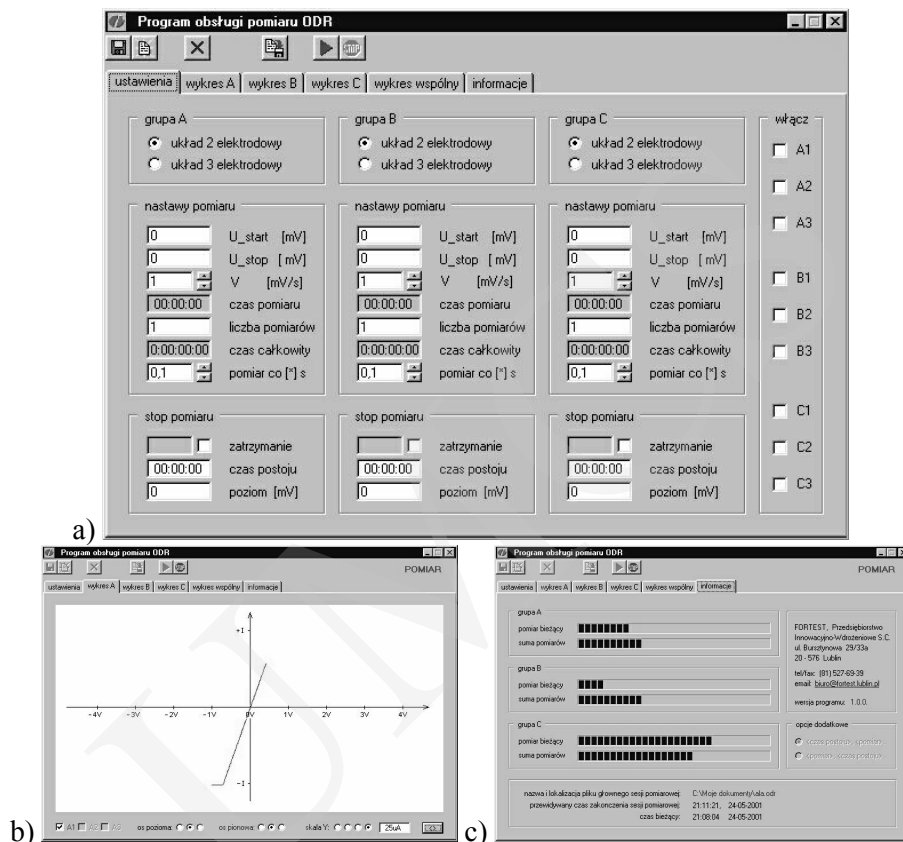 Program obsługi pomiaru ODR
STOP
ustawienia wykres A wykres B wykres C wykres wspólny informacje
grupa A grupa B grupa C włącz
układ 2 elektrodowy układ 2 elektrodowy układ 2 elektrodowy A1
układ 3 elektrodowy układ 3 elektrodowy układ 3 elektrodowy
A2
nastawy pomiaru nastawy pomiaru nastawy pomiaru A3
0 U_start [mV] 0 U_start [mV] 0 U_start [mV]
0 U_stop [ mV] 0 U_stop [ mV] 0 U_stop [ mV]
1 V [mV/s] 1 V [mV/s] 1 V [mV/s] B1
00:00:00 czas pomiaru 00:00:00 czas pomiaru 00:00:00 czas pomiaru B2
1 liczba pomiarów 1 liczba pomiarów 1 liczba pomiarów
0:00:00:00 czas całkowity 0:00:00:00 czas całkowity 0:00:00:00 czas całkowity B3
0,1 pomiar co [*] s 0,1 pomiar co [*] s 0,1 pomiar co [*] s
stop pomiaru stop pomiaru stop pomiaru C1
zatrzymanie zatrzymanie zatrzymanie C2
00:00:00 czas postoju 00:00:00 czas postoju 00:00:00 czas postoju
0 poziom [mV] 0 poziom [mV] 0 poziom [mV] C3
a)
Program obsługi pomiaru ODR
POMIAR
ustawienia wykres A wykres B wykres C wykres wspólny informacje
+I
-4V -3V -2V -1V 0V 1V 2V 3V 4V
-I
A1 A2 A3 os pozioma: os pionowa: skala Y: 25uA
b)
Program obsługi pomiaru ODR
POMIAR
ustawienia wykres A wykres B wykres C wykres wspólny informacje
grupa A
pomiar bieżący
suma pomiarów
grupa B
pomiar bieżący
suma pomiarów
grupa C
pomiar bieżący
suma pomiarów
FORTEST, Przedsiębiorstwo
Innowacyjno-Wdrożeniowe S.C.
ul. Bursztynowa 29/33a
20 - 576 Lublin
tel/fax: (81) 527-69-39
email: biuro@fortest.lublin.pl
wersja programu: 1.0.0.
opcje dodatkowe
<czas postoju>, <pomiar>
<pomiar>, <czas postoju>
nazwa i lokalizacja pliku głownego sesji pomiarowej: C:\Moje dokumenty\ala.odr
przewidywany czas zakonczenia sesji pomiarowej: 21:11:21, 24-05-2001
czas bieżący: 21:08:04 24-05-2001
c)